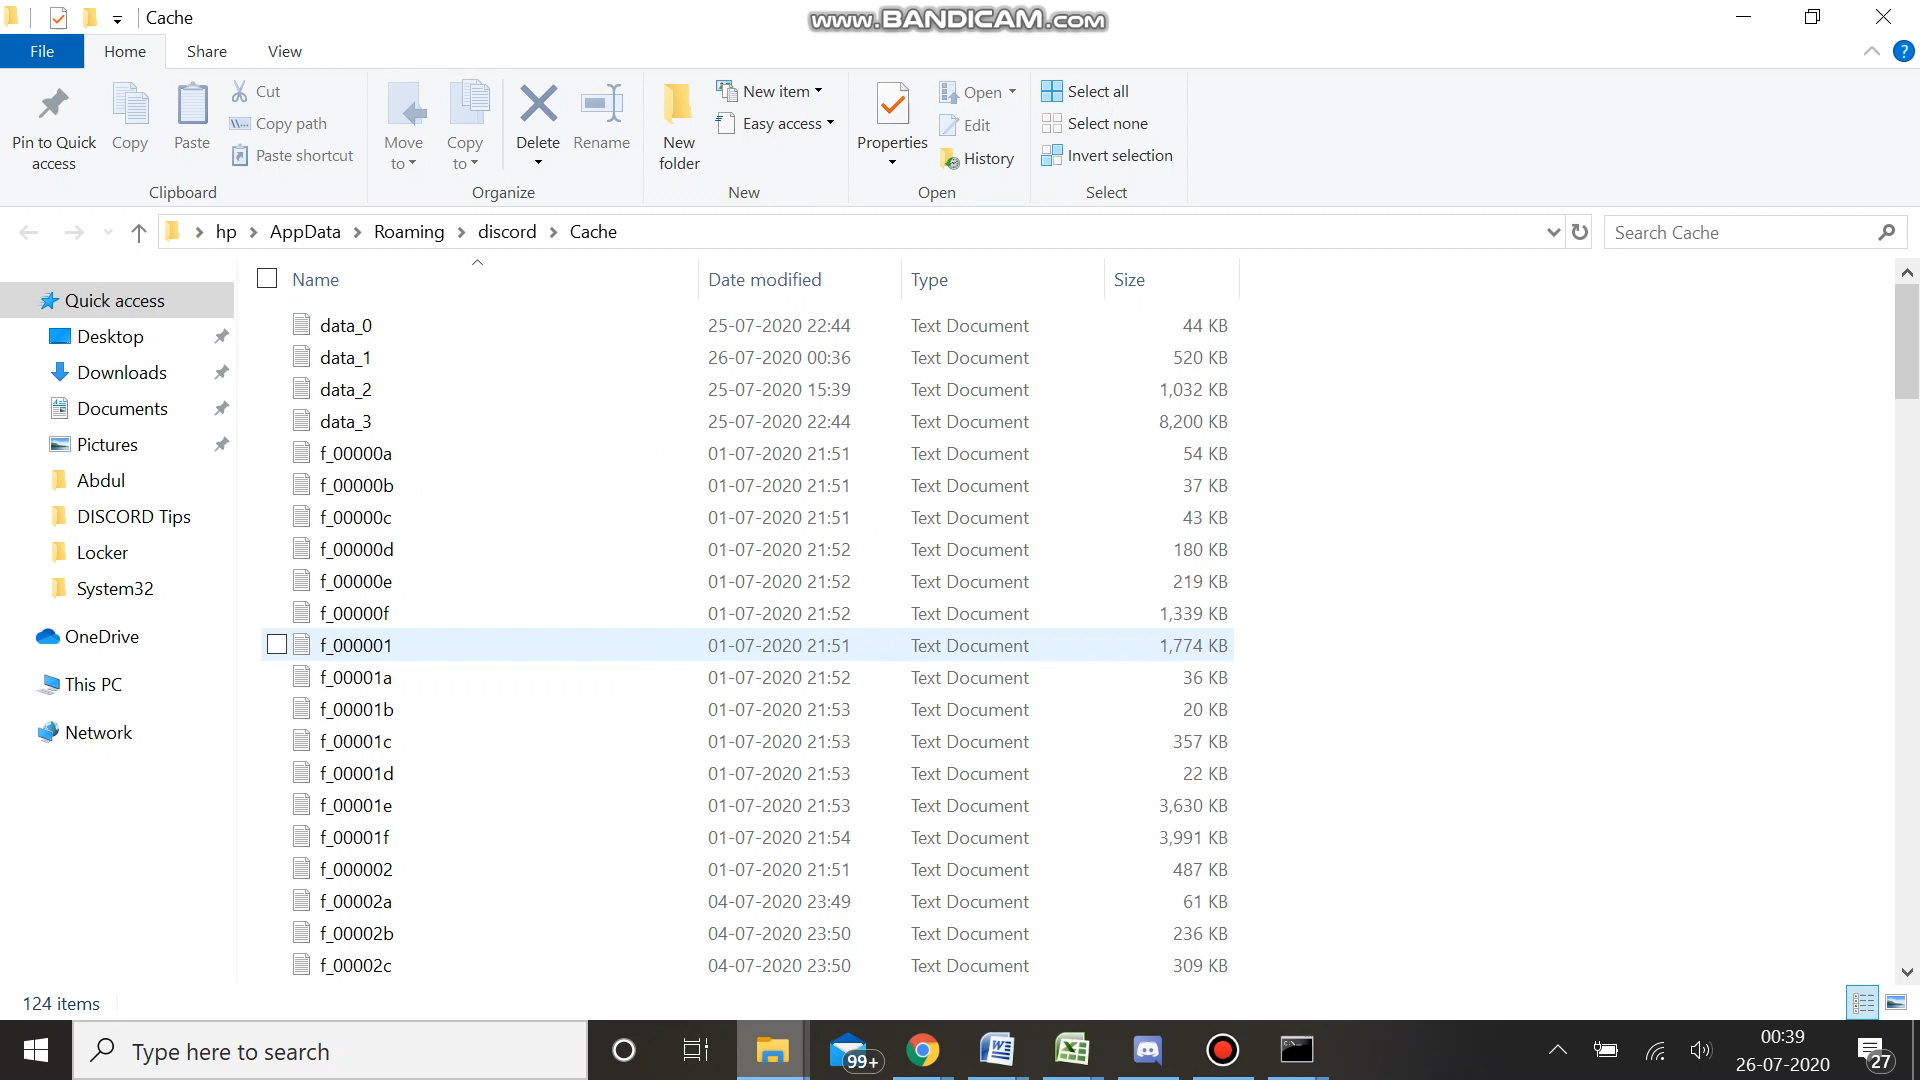 Cache
www.BANDICAM.com
File Home Share View
?
Pin to Quick access
Copy
Paste
Cut
Copy path
Paste shortcut
Clipboard
Move to
Copy to
Delete
Rename
Organize
New folder
New item
Easy access
New
Properties
Open
Edit
History
Open
Select all
Select none
Invert selection
Select
hp > AppData > Roaming > discord > Cache
Search Cache
Quick access
Desktop
Downloads
Documents
Pictures
Abdul
DISCORD Tips
Locker
System32
OneDrive
This PC
Network
Name Date modified Type Size
data_0 25-07-2020 22:44 Text Document 44 KB
data_1 26-07-2020 00:36 Text Document 520 KB
data_2 25-07-2020 15:39 Text Document 1,032 KB
data_3 25-07-2020 22:44 Text Document 8,200 KB
f_00000a 01-07-2020 21:51 Text Document 54 KB
f_00000b 01-07-2020 21:51 Text Document 37 KB
f_00000c 01-07-2020 21:51 Text Document 43 KB
f_00000d 01-07-2020 21:52 Text Document 180 KB
f_00000e 01-07-2020 21:52 Text Document 219 KB
f_00000f 01-07-2020 21:52 Text Document 1,339 KB
f_000001 01-07-2020 21:51 Text Document 1,774 KB
f_00001a 01-07-2020 21:52 Text Document 36 KB
f_00001b 01-07-2020 21:53 Text Document 20 KB
f_00001c 01-07-2020 21:53 Text Document 357 KB
f_00001d 01-07-2020 21:53 Text Document 22 KB
f_00001e 01-07-2020 21:53 Text Document 3,630 KB
f_00001f 01-07-2020 21:54 Text Document 3,991 KB
f_000002 01-07-2020 21:51 Text Document 487 KB
f_00002a 04-07-2020 23:49 Text Document 61 KB
f_00002b 04-07-2020 23:50 Text Document 236 KB
f_00002c 04-07-2020 23:50 Text Document 309 KB
124 items
Type here to search
99+
00:39
26-07-2020
27